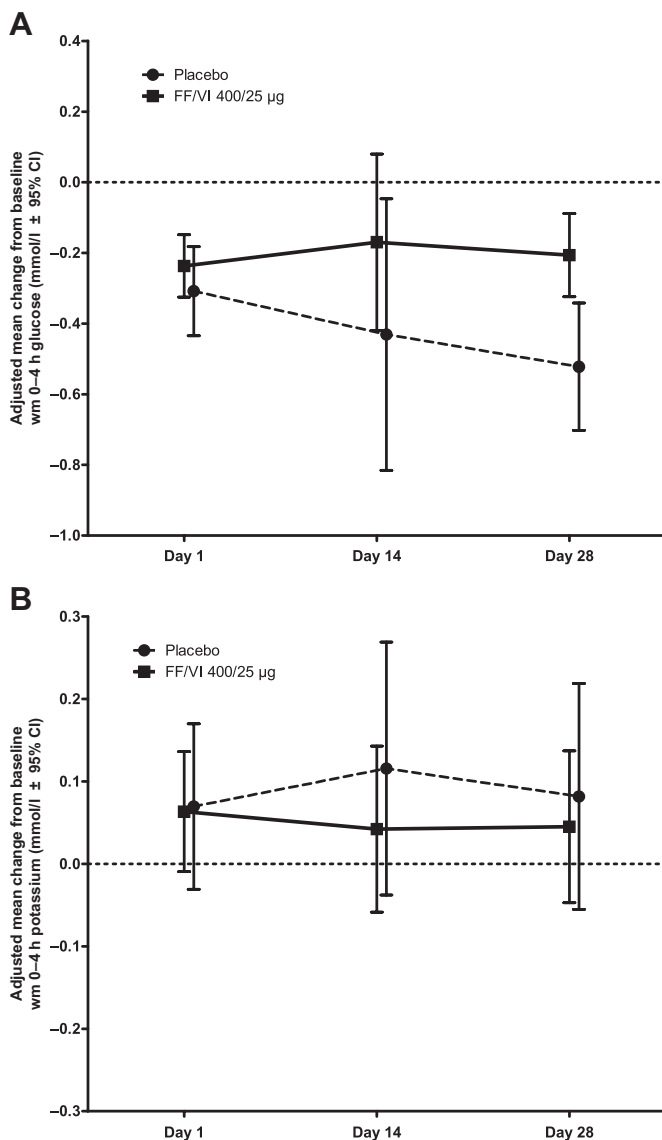 A
Adjusted mean change from baseline
wm 0–4 h glucose (mmol/l ± 95% CI)
0.4
0.2
0.0
–0.2
–0.4
–0.6
–0.8
–1.0
Placebo
FF/VI 400/25 µg
Day 1
Day 14
Day 28
B
Adjusted mean change from baseline
wm 0–4 h potassium (mmol/l ± 95% CI)
0.3
0.2
0.1
0.0
–0.1
–0.2
–0.3
Placebo
FF/VI 400/25 µg
Day 1
Day 14
Day 28